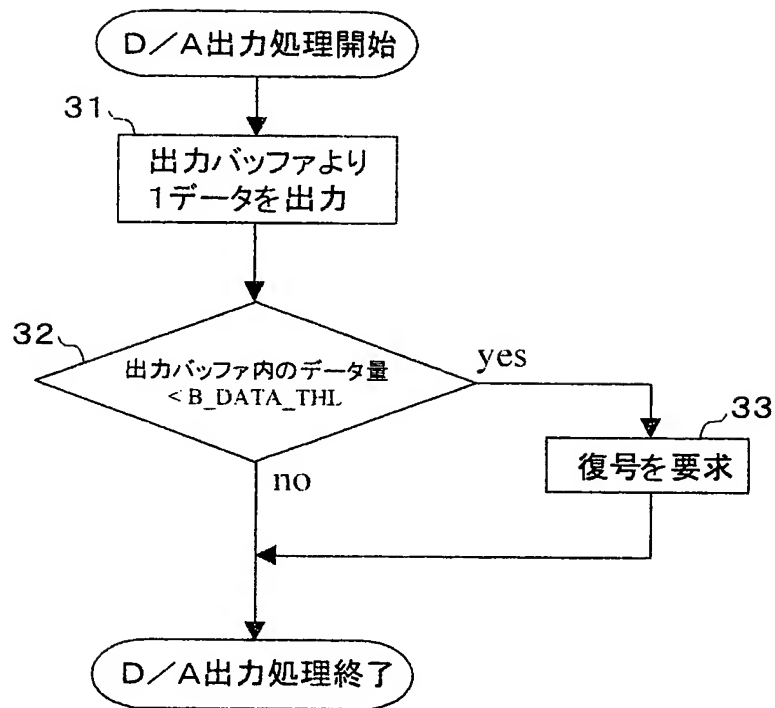 D/A出力処理開始
31
出力バッファより
1データを出力
32
出力バッファ内のデータ量
< B_DATA_THL
yes
33
復号を要求
no
D/A出力処理終了